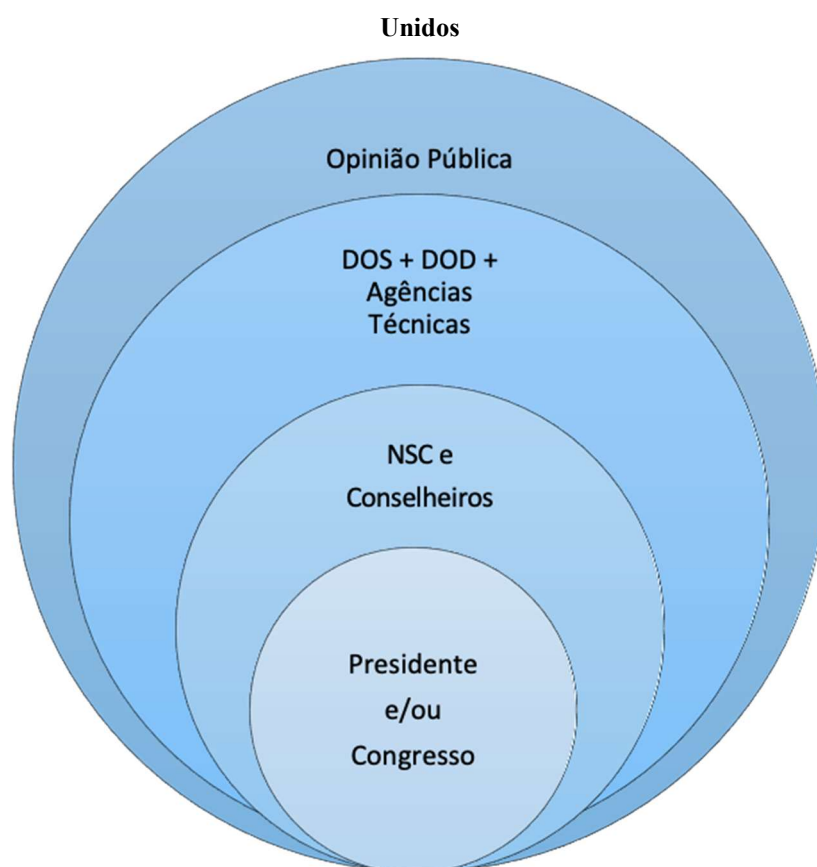 Unidos
Opinião Pública
DOS + DOD +
Agências
Técnicas
NSC e
Conselheiros
Presidente
e/ou
Congresso